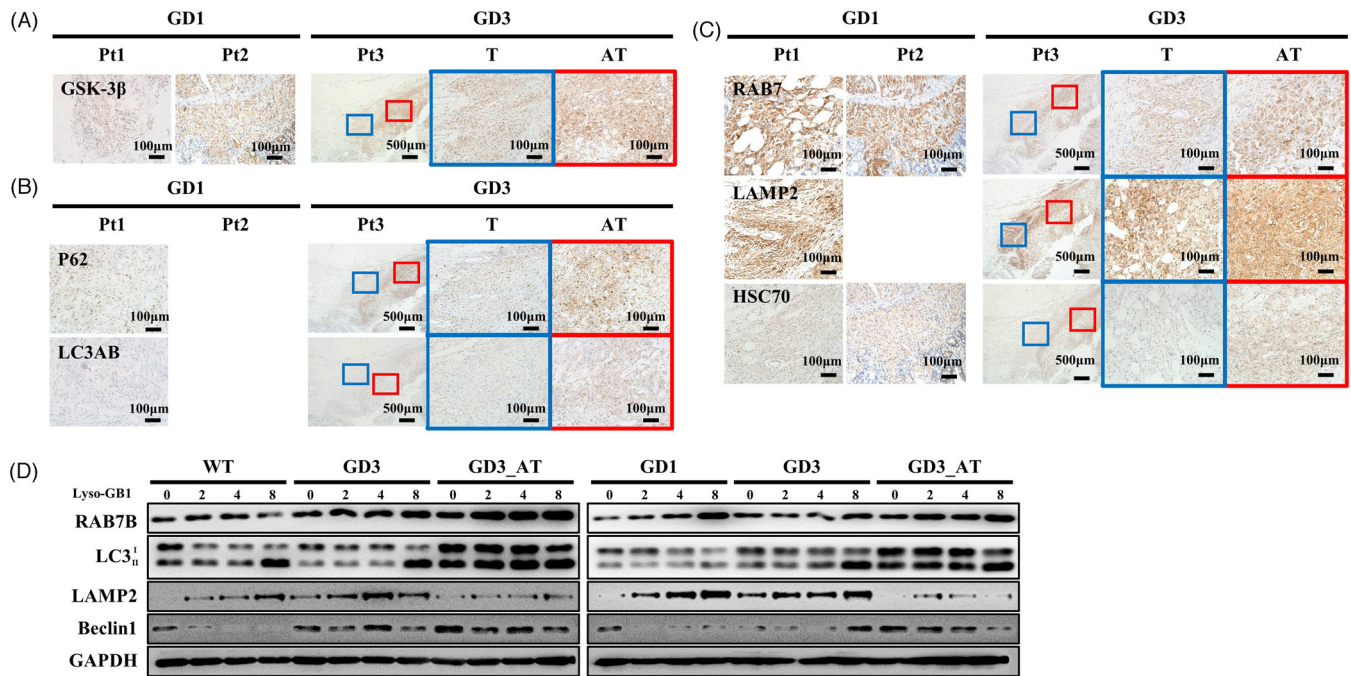 (A)
GD1 GD3
Pt1 Pt2 Pt3 T AT
GSK-3β
100μm 100μm 500μm 100μm 100μm
(B)
GD1 GD3
Pt1 Pt2 Pt3 T AT
P62
100μm 500μm 100μm 100μm
LC3AB
100μm 500μm 100μm 100μm
(C)
GD1 GD3
Pt1 Pt2 Pt3 T AT
RAB7
100μm 100μm 500μm 100μm 100μm
LAMP2
100μm 500μm 100μm 100μm
HSC70
100μm 100μm 500μm 100μm 100μm
(D)
WT GD3 GD3_AT GD1 GD3 GD3_AT
Lyso-GB1 0 2 4 8 0 2 4 8 0 2 4 8 0 2 4 8 0 2 4 8 0 2 4 8
RAB7B
LC3 I II
LAMP2
Beclin1
GAPDH